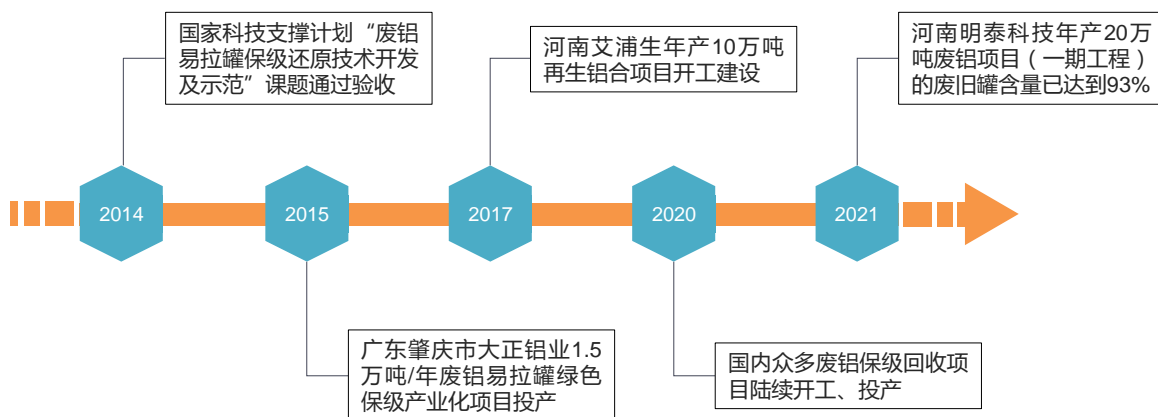 国家科技支撑计划“废铝
易拉罐保级还原技术开发
及示范”课题通过验收
河南艾浦生年产10万吨
再生铝合项目开工建设
河南明泰科技年产20万
吨废铝项目（一期工程）
的废旧罐含量已达到93%
2014
2015
2017
2020
2021
广东肇庆市大正铝业1.5
万吨/年废铝易拉罐绿色
保级产业化项目投产
国内众多废铝保级回收项
目陆续开工、投产